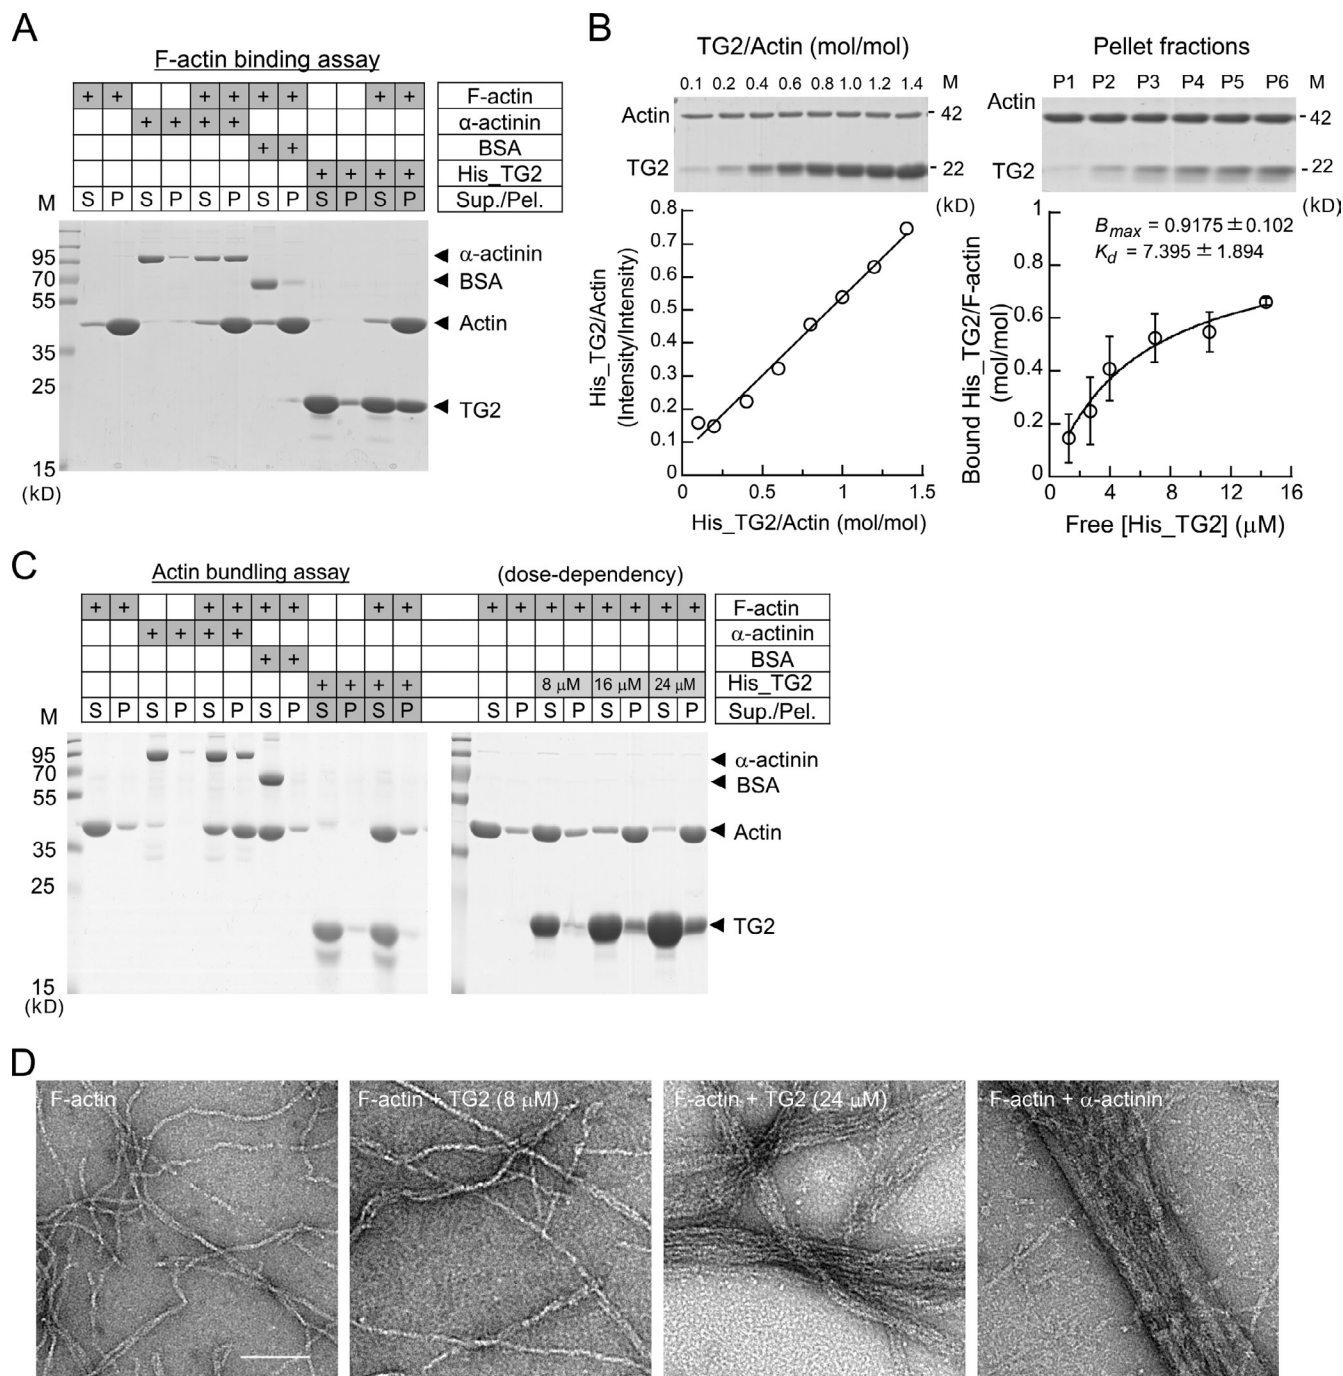 A
F-actin binding assay
+ + + + + + + + F-actin
+ + + + α-actinin
+ + BSA
+ + + + His_TG2
M S P S P S P S P S P S P Sup./Pel.
95 α-actinin
70 BSA
55
Actin
35
25
TG2
15
(kD)
B
TG2/Actin (mol/mol)
0.1 0.2 0.4 0.6 0.8 1.0 1.2 1.4 M
Actin - 42
TG2 - 22
(kD)
Pellet fractions
P1 P2 P3 P4 P5 P6 M
Actin - 42
TG2 - 22
(kD)
His_TG2/Actin
(Intensity/Intensity)
0.8
0.7
0.6
0.5
0.4
0.3
0.2
0.1
0
0 0.5 1 1.5
His_TG2/Actin (mol/mol)
Bound His_TG2/F-actin
(mol/mol)
Bmax = 0.9175 ± 0.102
Kd = 7.395 ± 1.894
1
0.8
0.6
0.4
0.2
0
0 4 8 12 16
Free [His_TG2] (μM)
C
Actin bundling assay (dose-dependency)
+ + + + + + + + + + + + + + + + F-actin
+ + + + α-actinin
+ + BSA
+ + + + 8 μM 16 μM 24 μM His_TG2
M S P S P S P S P S P S P S P S P S P S P Sup./Pel.
95 α-actinin
70 BSA
55
Actin
35
25
TG2
15
(kD)
D
F-actin
F-actin + TG2 (8 μM)
F-actin + TG2 (24 μM)
F-actin + α-actinin